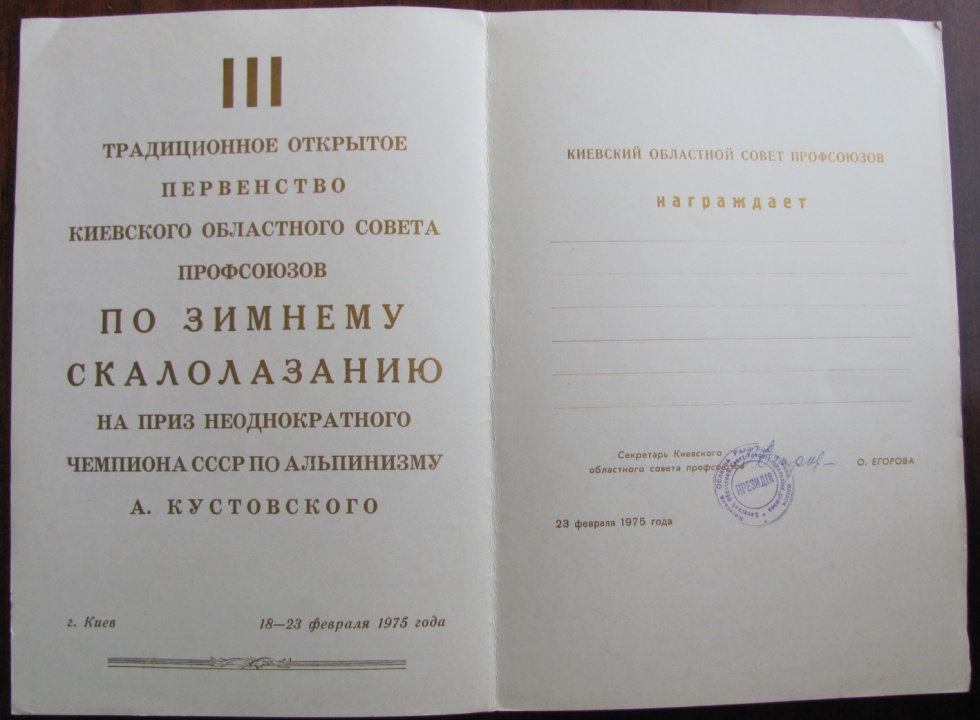 III
ТРАДИЦИОННОЕ ОТКРЫТОЕ
ПЕРВЕНСТВО
КИЕВСКОГО ОБЛАСТНОГО СОВЕТА
ПРОФСОЮЗОВ
ПО ЗИМНЕМУ
СКАЛОЛАЗАНИЮ
НА ПРИЗ НЕОДНОКРАТНОГО
ЧЕМПИОНА СССР ПО АЛЬПИНИЗМУ
А. КУСТОВСКОГО
г. Киев 18—23 февраля 1975 года
КИЕВСКИЙ ОБЛАСТНОЙ СОВЕТ ПРОФСОЮЗОВ
награждает
Секретарь Киевского
областного совета профсоюзов О. ЕГОРОВА
ПРЕЗИДІЯ
23 февраля 1975 года